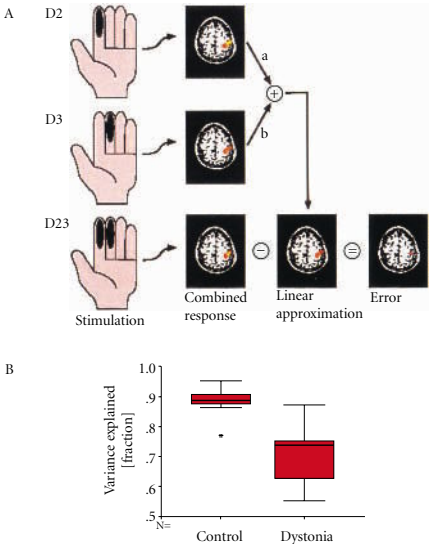 A
D2
a
+
D3
b
D23
−
=
Combined
response
Linear
approximation
Error
Stimulation
B
Variance explained
[fraction]
1.0
.9
.8
.7
.6
.5
N=
Control
Dystonia